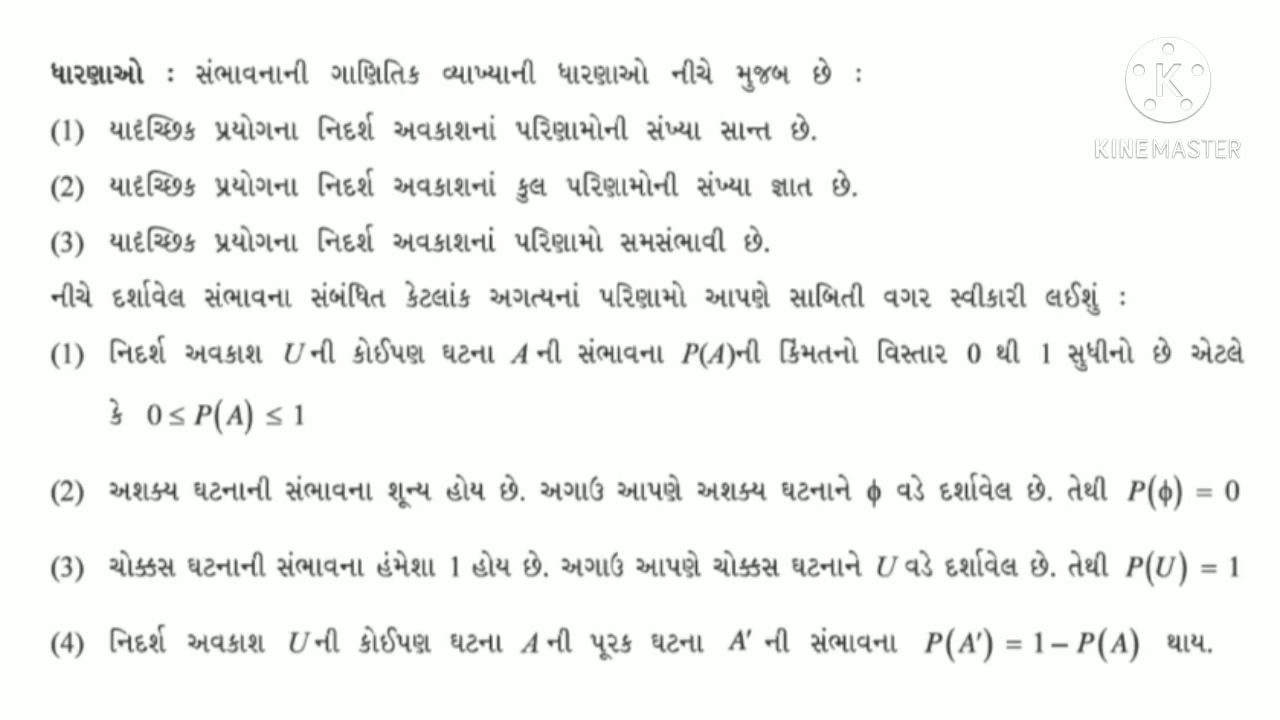 ધારણાઓ : સંભાવનાની ગાણિતિક વ્યાખ્યાની ધારણાઓ નીચે મુજબ છે :
(1) યાદચ્છિક પ્રયોગના નિદર્શ અવકાશનાં પરિણામોની સંખ્યા સાન્ત છે.
(2) યાદચ્છિક પ્રયોગના નિદર્શ અવકાશનાં કુલ પરિણામોની સંખ્યા જ્ઞાત છે.
(3) યાદચ્છિક પ્રયોગના નિદર્શ અવકાશનાં પરિણામો સમસંભાવી છે.
નીચે દર્શાવેલ સંભાવના સંબંધિત કેટલાંક અગત્યનાં પરિણામો આપણે સાબિતી વગર સ્વીકારી લઈશું :
(1) નિદર્શ અવકાશ U ની કોઈપણ ઘટના A ની સંભાવના P(A)ની કિંમતનો વિસ્તાર 0 થી 1 સુધીનો છે એટલે
કે 0 ≤ P(A) ≤ 1
(2) અશક્ય ઘટનાની સંભાવના શૂન્ય હોય છે. અગાઉ આપણે અશક્ય ઘટનાને ϕ વડે દર્શાવેલ છે. તેથી P(ϕ) = 0
(3) ચોક્કસ ઘટનાની સંભાવના હંમેશા 1 હોય છે. અગાઉ આપણે ચોક્કસ ઘટનાને U વડે દર્શાવેલ છે. તેથી P(U) = 1
(4) નિદર્શ અવકાશ U ની કોઈપણ ઘટના A ની પૂરક ઘટના A′ ની સંભાવના P(A′) = 1 – P(A) થાય.
K
KINEMASTER